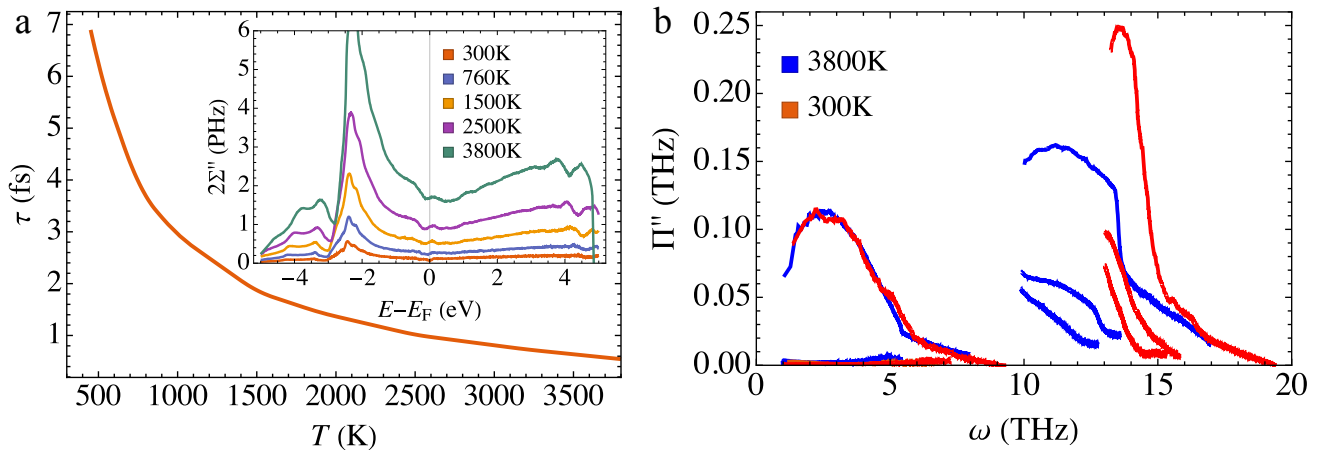 a
τ (fs)
7
6
5
4
3
2
1
500 1000 1500 2000 2500 3000 3500
T (K)
2Σ'' (PHz)
6
5
4
3
2
1
0
−4 −2 0 2 4
E−E_F (eV)
300K
760K
1500K
2500K
3800K
b
Π'' (THz)
0.25
0.20
0.15
0.10
0.05
0.00
0 5 10 15 20
ω (THz)
3800K
300K